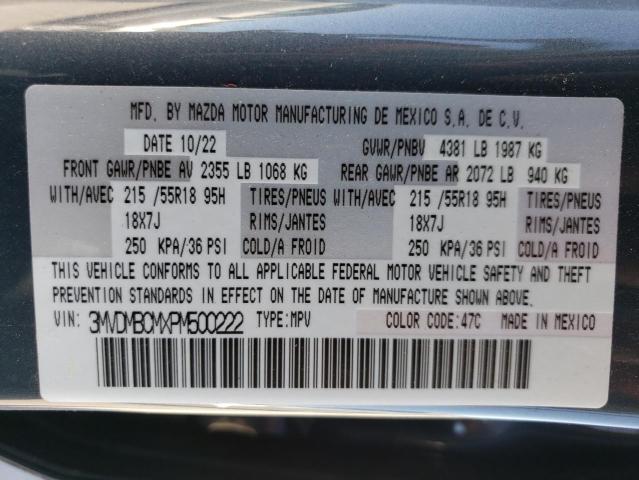 MFD. BY MAZDA MOTOR MANUFACTURING DE MEXICO S.A. DE C.V.
DATE 10/22 GVWR/PNBV 4381 LB 1987 KG
FRONT GAWR/PNBE AV 2355 LB 1068 KG REAR GAWR/PNBE AR 2072 LB 940 KG
WITH/AVEC 215 /55R18 95H TIRES/PNEUS WITH/AVEC 215 /55R18 95H TIRES/PNEUS
18X7J RIMS/JANTES 18X7J RIMS/JANTES
250 KPA/36 PSI COLD/A FROID 250 KPA/36 PSI COLD/A FROID
THIS VEHICLE CONFORMS TO ALL APPLICABLE FEDERAL MOTOR VEHICLE SAFETY AND THEFT
PREVENTION STANDARDS IN EFFECT ON THE DATE OF MANUFACTURE SHOWN ABOVE.
VIN: 3MVDMBCMXPM500222 TYPE:MPV COLOR CODE:47C MADE IN MEXICO